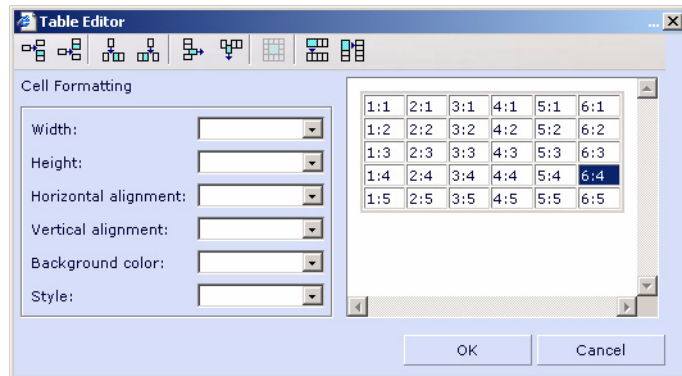 Table Editor ...
Cell Formatting
Width:
Height:
Horizontal alignment:
Vertical alignment:
Background color:
Style:
1:1 2:1 3:1 4:1 5:1 6:1
1:2 2:2 3:2 4:2 5:2 6:2
1:3 2:3 3:3 4:3 5:3 6:3
1:4 2:4 3:4 4:4 5:4 6:4
1:5 2:5 3:5 4:5 5:5 6:5
OK Cancel